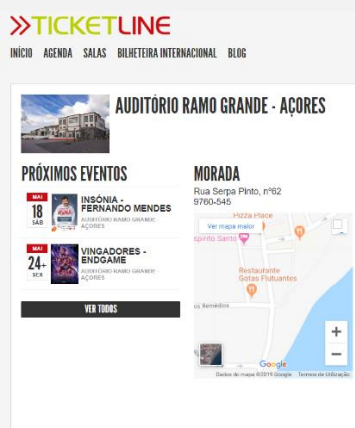 TICKETLINE
INÍCIO AGENDA SALAS BILHETEIRA INTERNACIONAL BLOG
AUDITÓRIO RAMO GRANDE - AÇORES
PRÓXIMOS EVENTOS
MAI
18
SÁB
INSÓNIA -
FERNANDO MENDES
AUDITÓRIO RAMO GRANDE -
AÇORES
MAI
24+
SEX
VINGADORES -
ENDGAME
AUDITÓRIO RAMO GRANDE -
AÇORES
VER TODOS
MORADA
Rua Serpa Pinto, nº62
9760-545
Pizza Place
Ver mapa maior
Espírito Santo
Restaurante
Gotas Flutuantes
Remédios
+
−
Google
Dados do mapa ©2019 Google Termos de Utilização